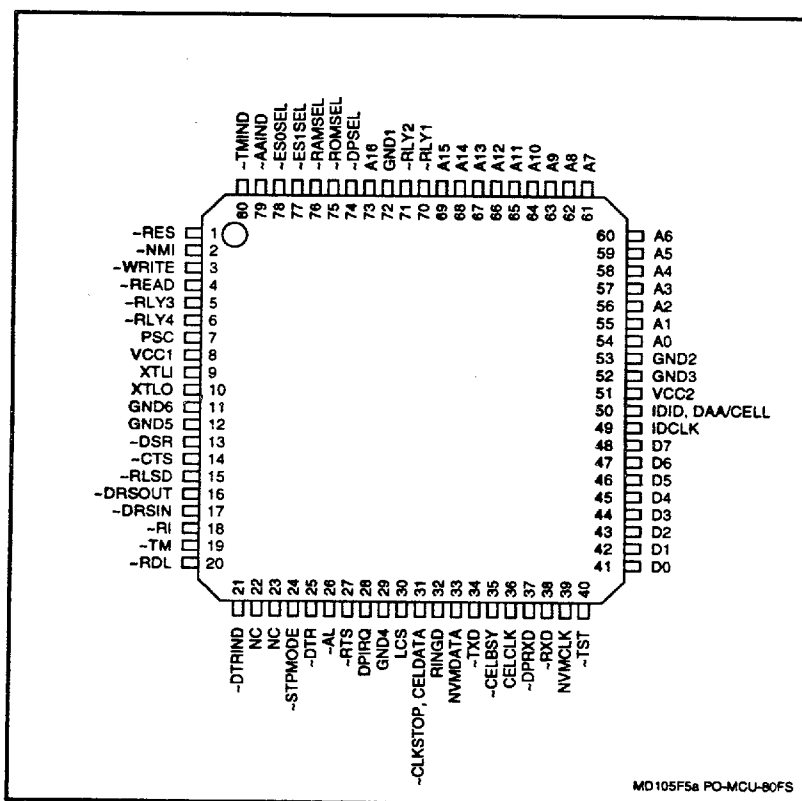 ~TMIND
~AAIND
~ES0SEL
~ES1SEL
~RAMSEL
~ROMSEL
~DPSEL
A16
GND1
~RLY2
~RLY1
A15
A14
A13
A12
A11
A10
A9
A8
A7
80 79 78 77 76 75 74 73 72 71 70 69 68 67 66 65 64 63 62 61
~RES 1
~NMI 2
~WRITE 3
~READ 4
~RLY3 5
~RLY4 6
PSC 7
VCC1 8
XTLI 9
XTLO 10
GND6 11
GND5 12
~DSR 13
~CTS 14
~RLSD 15
~DRSOUT 16
~DRSIN 17
~RI 18
~TM 19
~RDL 20
60 A6
59 A5
58 A4
57 A3
56 A2
55 A1
54 A0
53 GND2
52 GND3
51 VCC2
50 IDID, DAA/CELL
49 IDCLK
48 D7
47 D6
46 D5
45 D4
44 D3
43 D2
42 D1
41 D0
21 22 23 24 25 26 27 28 29 30 31 32 33 34 35 36 37 38 39 40
~DTRIND
NC
NC
~STPMODE
~DTR
~AL
~RTS
DPIRQ
GND4
LCS
~CLKSTOP, CELDATA
RINGD
NVMDATA
~TXD
~CELBSY
CELCLK
~DPRXD
~RXD
NVMCLK
~TST
MD105F5a PO-MCU-80FS